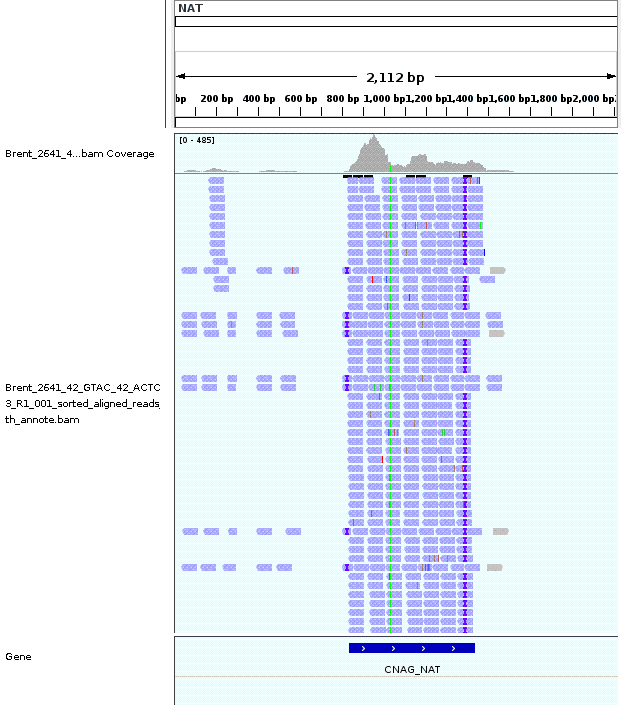 NAT
2,112 bp
bp 200 bp 400 bp 600 bp 800 bp 1,000 bp 1,200 bp 1,400 bp 1,600 bp 1,800 bp 2,000 bp
[0 - 485]
Brent_2641_4...bam Coverage
Brent_2641_42_GTAC_42_ACTC
3_R1_001_sorted_aligned_reads_
th_annote.bam
Gene
CNAG_NAT